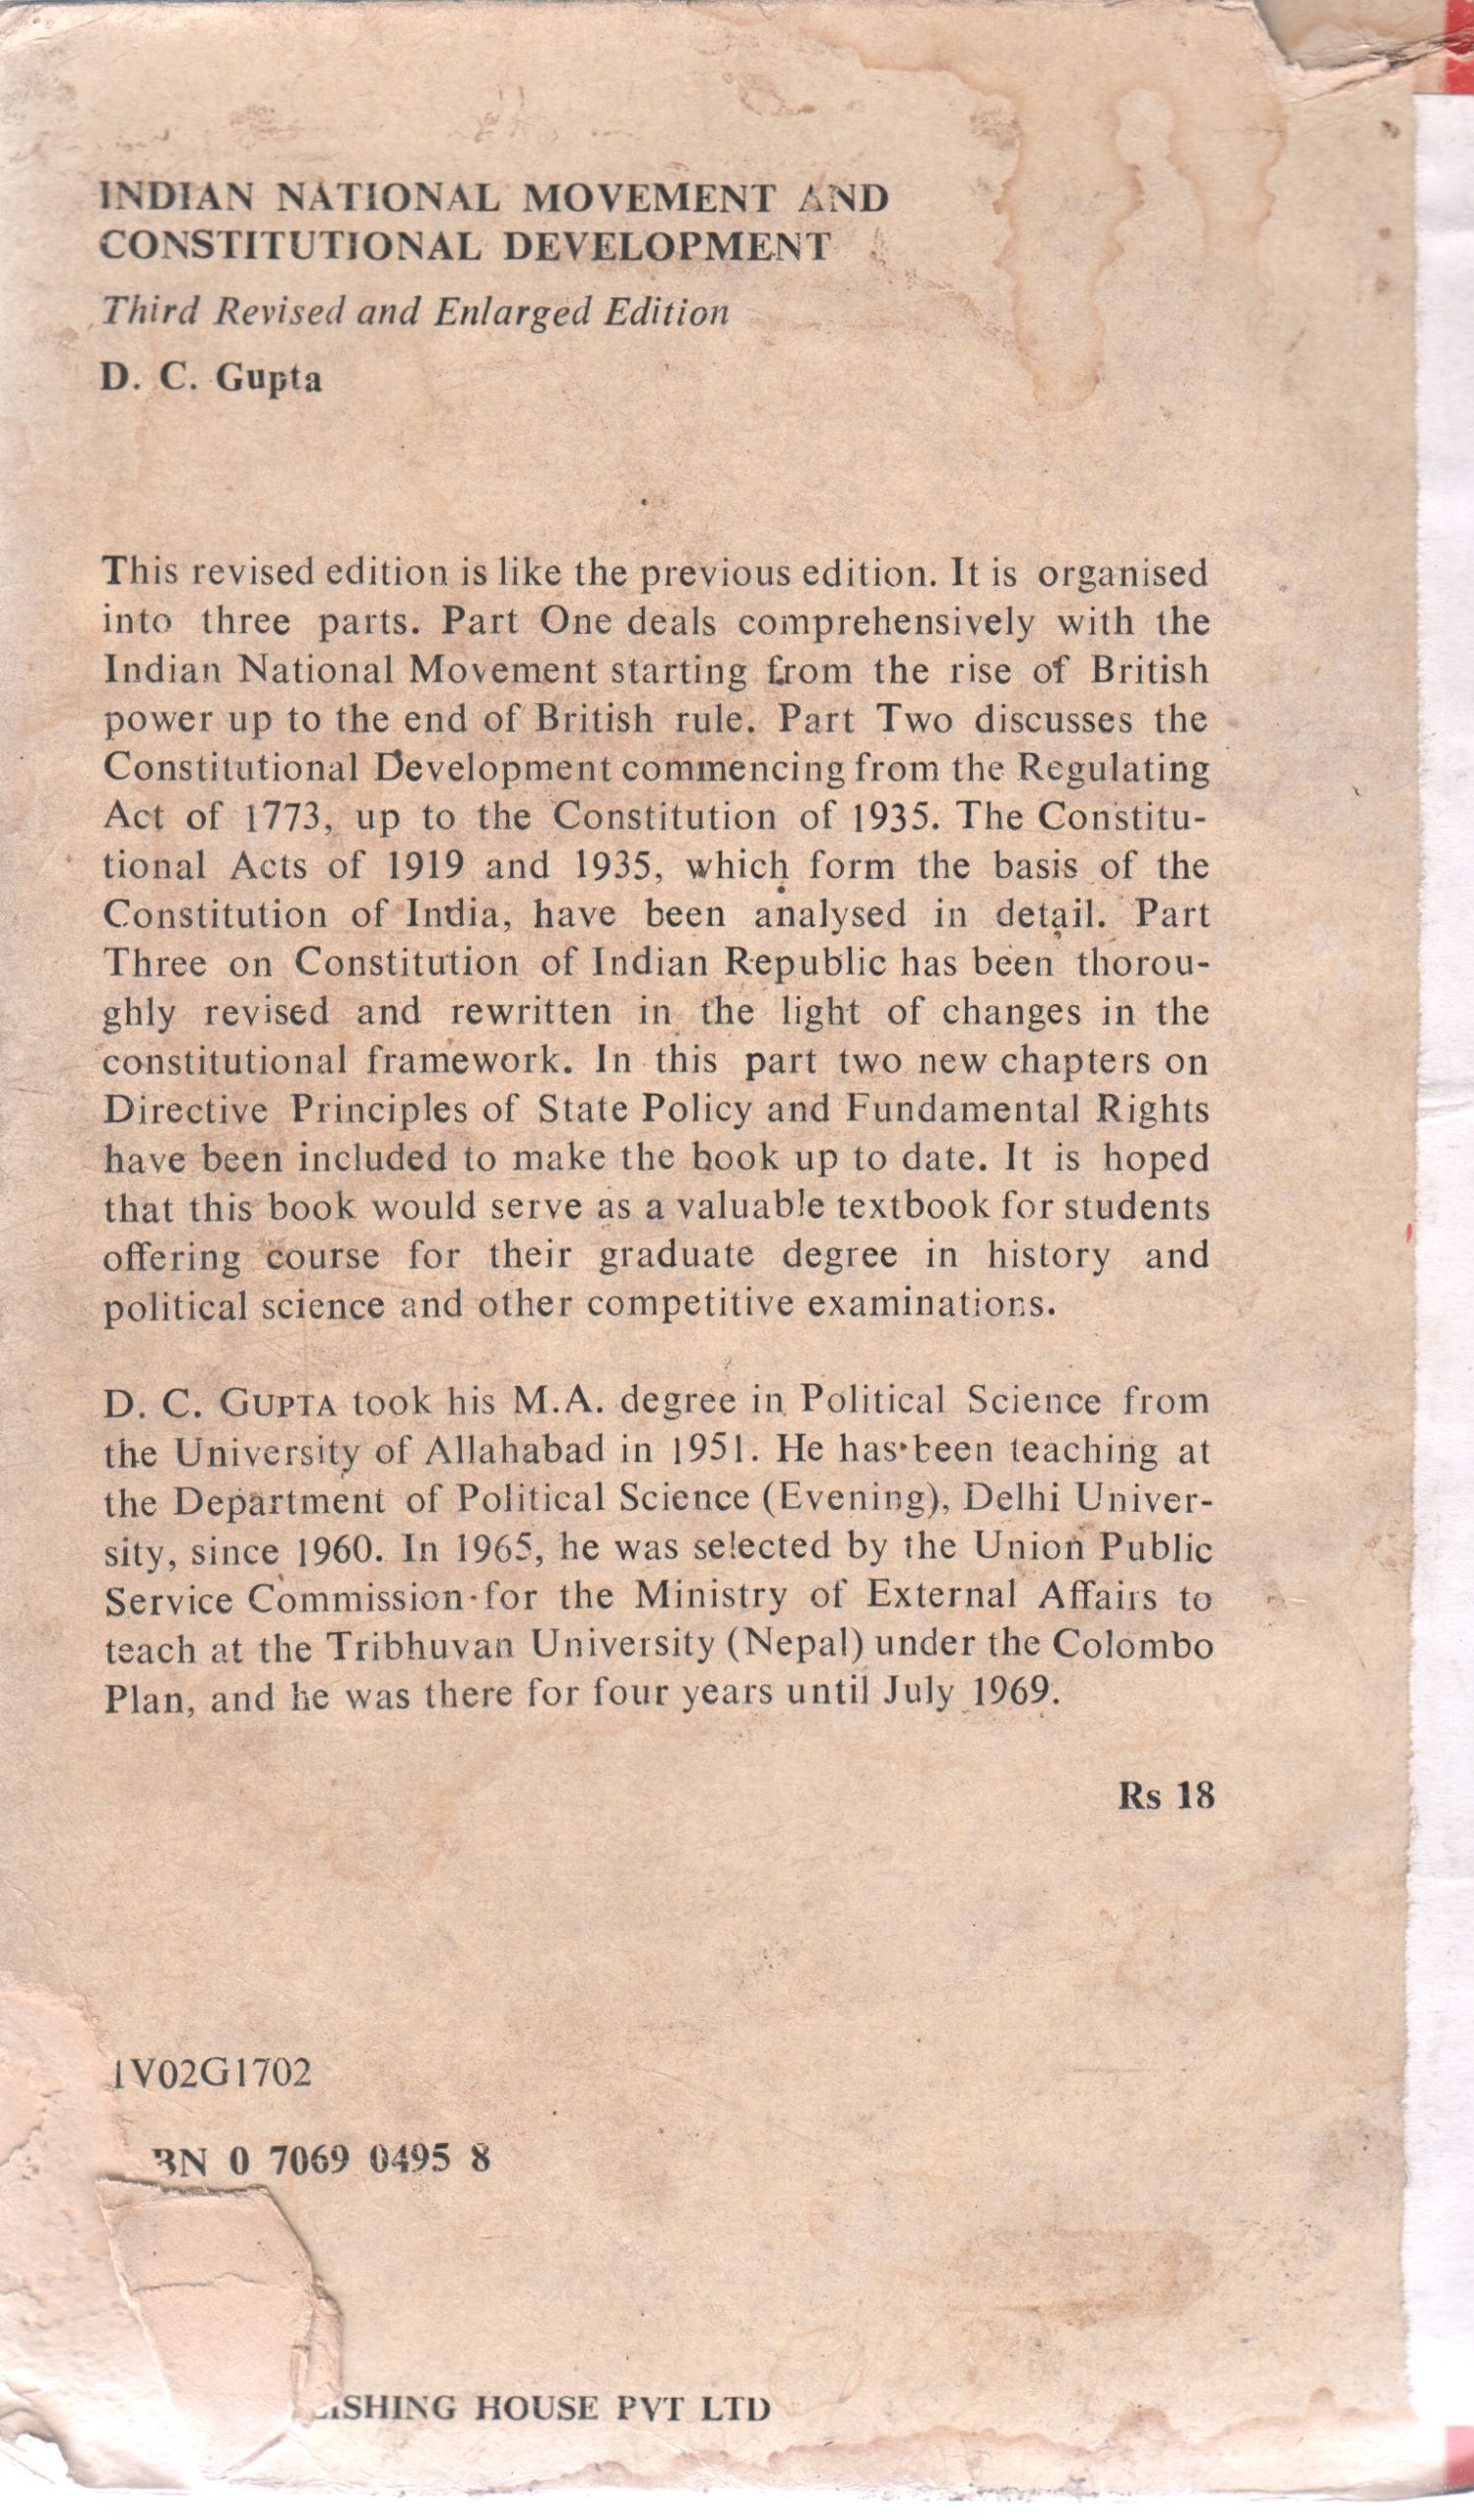 INDIAN NATIONAL MOVEMENT AND
CONSTITUTIONAL DEVELOPMENT
Third Revised and Enlarged Edition
D. C. Gupta
This revised edition is like the previous edition. It is organised
into three parts. Part One deals comprehensively with the
Indian National Movement starting from the rise of British
power up to the end of British rule. Part Two discusses the
Constitutional Development commencing from the Regulating
Act of 1773, up to the Constitution of 1935. The Constitu-
tional Acts of 1919 and 1935, which form the basis of the
Constitution of India, have been analysed in detail. Part
Three on Constitution of Indian Republic has been thorou-
ghly revised and rewritten in the light of changes in the
constitutional framework. In this part two new chapters on
Directive Principles of State Policy and Fundamental Rights
have been included to make the book up to date. It is hoped
that this book would serve as a valuable textbook for students
offering course for their graduate degree in history and
political science and other competitive examinations.
D. C. GUPTA took his M.A. degree in Political Science from
the University of Allahabad in 1951. He has been teaching at
the Department of Political Science (Evening), Delhi Univer-
sity, since 1960. In 1965, he was selected by the Union Public
Service Commission for the Ministry of External Affairs to
teach at the Tribhuvan University (Nepal) under the Colombo
Plan, and he was there for four years until July 1969.
Rs 18
1V02G1702
BN 0 7069 0495 8
ISHING HOUSE PVT LTD